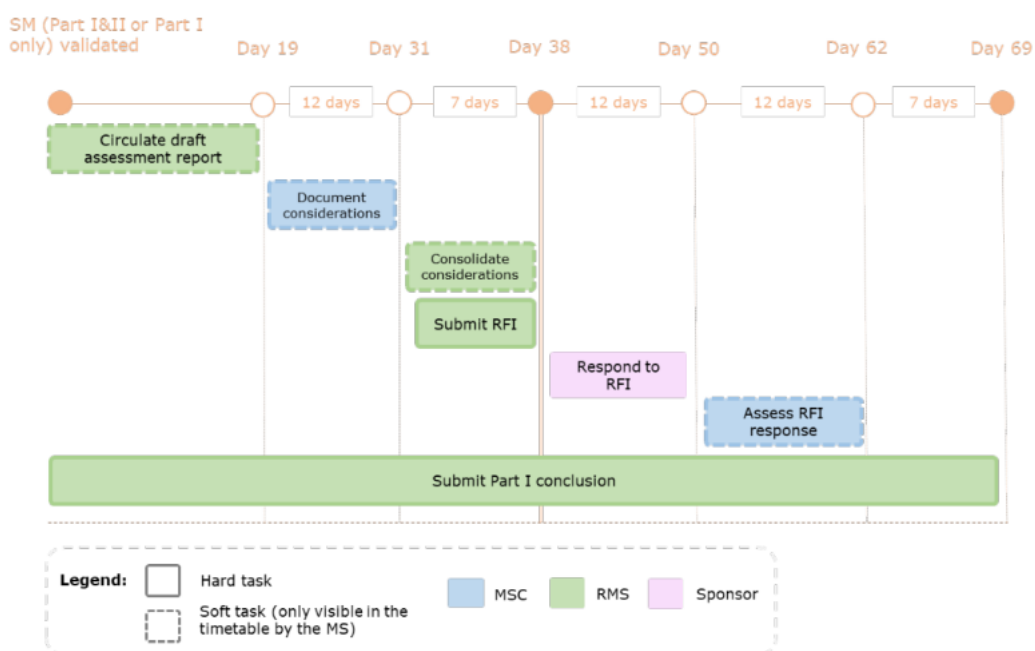 SM (Part I&II or Part I
only) validated
Day 19
Day 31
Day 38
Day 50
Day 62
Day 69
12 days
7 days
12 days
12 days
7 days
Circulate draft
assessment report
Document
considerations
Consolidate
considerations
Submit RFI
Respond to
RFI
Assess RFI
response
Submit Part I conclusion
Legend:
Hard task
Soft task (only visible in the
timetable by the MS)
MSC
RMS
Sponsor